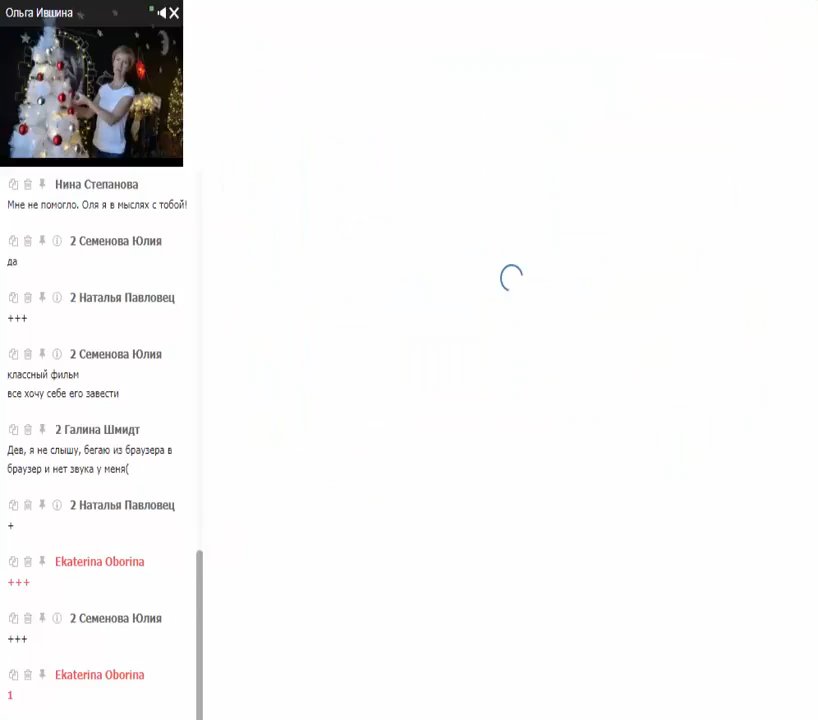 Ольга Ившина
Нина Степанова
Мне не помогло. Оля я в мыслях с тобой!
2 Семенова Юлия
да
2 Наталья Павловец
+++
2 Семенова Юлия
классный фильм
все хочу себе его завести
2 Галина Шмидт
Дев, я не слышу, бегаю из браузера в
браузер и нет звука у меня(
2 Наталья Павловец
+
Ekaterina Oborina
+++
2 Семенова Юлия
+++
Ekaterina Oborina
1